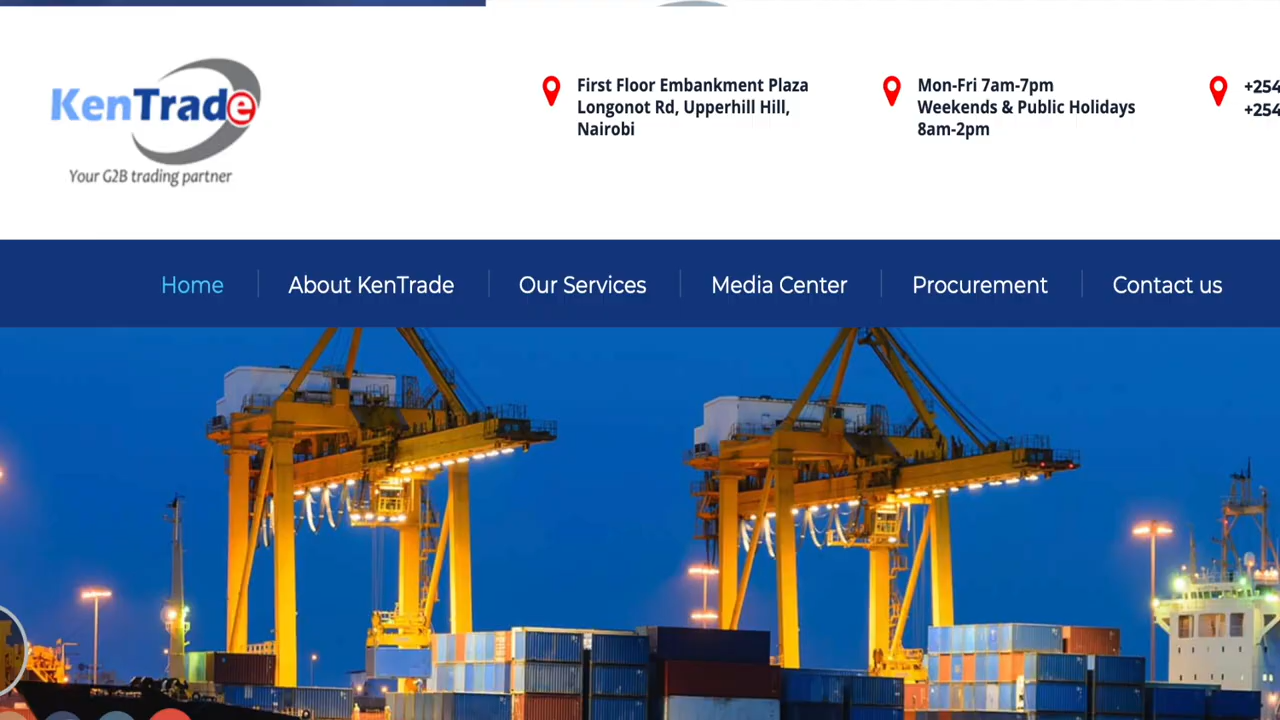 KenTrade
Your G2B trading partner
First Floor Embankment Plaza
Longonot Rd, Upperhill Hill,
Nairobi
Mon-Fri 7am-7pm
Weekends & Public Holidays
8am-2pm
+254
+254
Home
About KenTrade
Our Services
Media Center
Procurement
Contact us